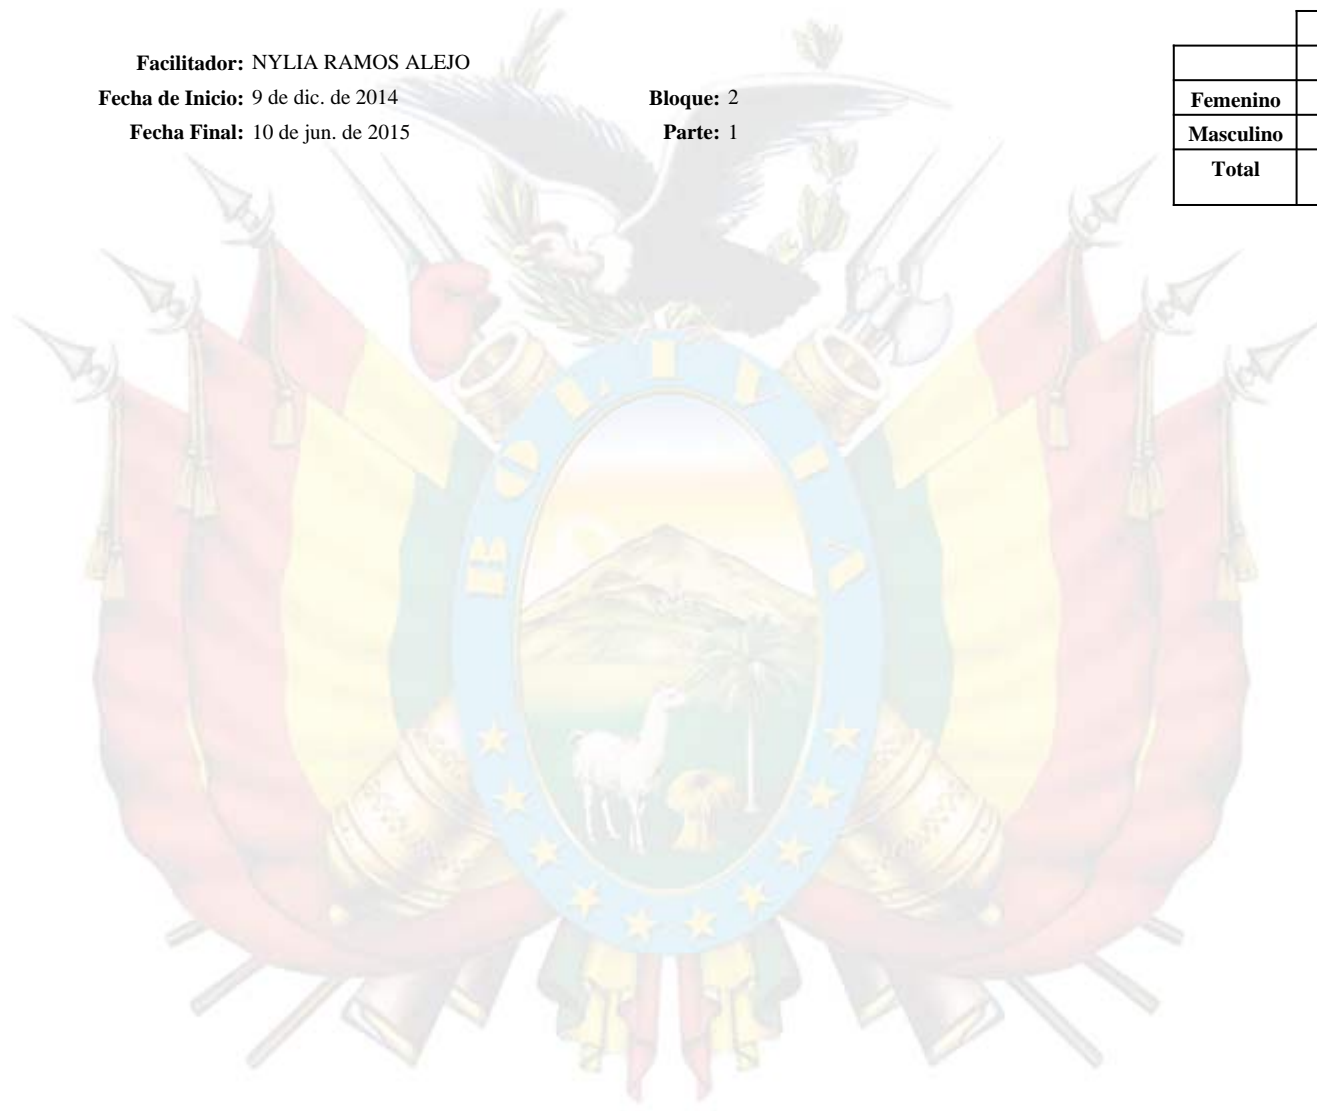 Facilitador: NYLIA RAMOS ALEJO
Fecha de Inicio: 9 de dic. de 2014 Bloque: 2
Fecha Final: 10 de jun. de 2015 Parte: 1
Femenino
Masculino
Total
BOLIVIA